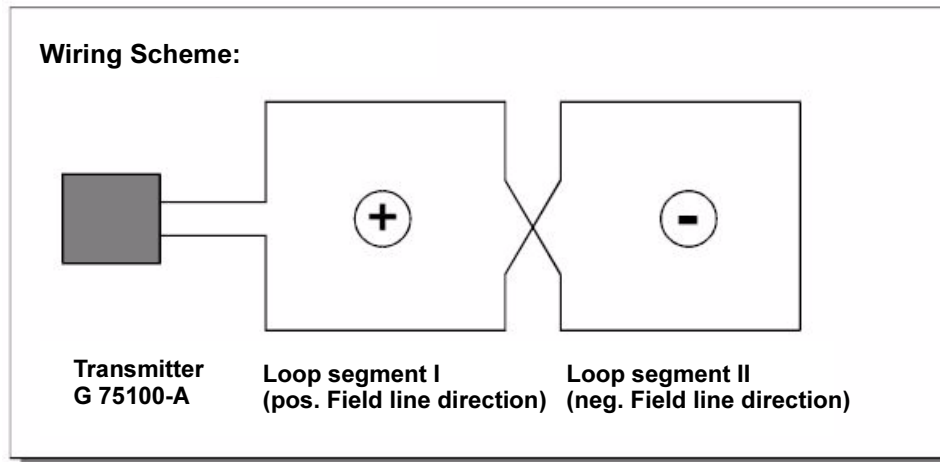 Wiring Scheme:
+
-
Transmitter
G 75100-A
Loop segment I
(pos. Field line direction)
Loop segment II
(neg. Field line direction)